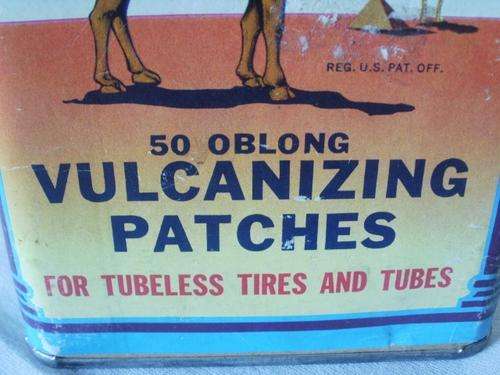 REG. U.S. PAT. OFF.
50 OBLONG
VULCANIZING
PATCHES
FOR TUBELESS TIRES AND TUBES